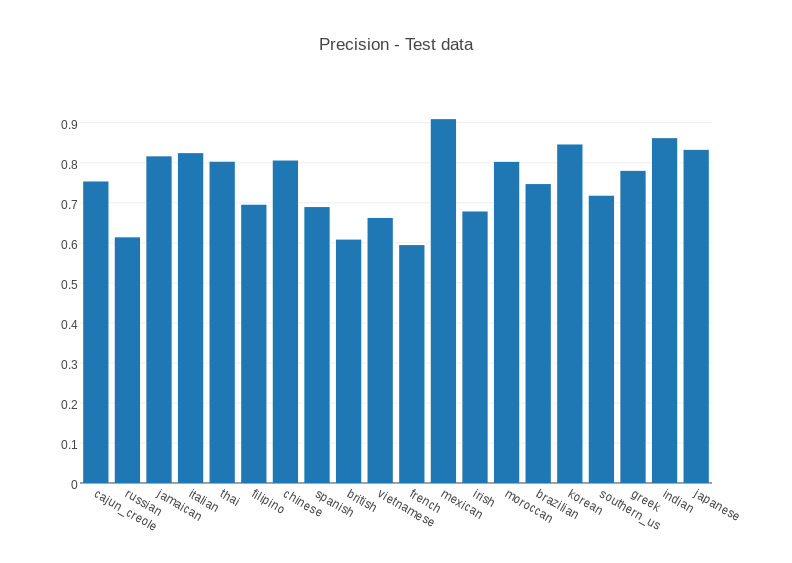 Precision - Test data
0.9
0.8
0.7
0.6
0.5
0.4
0.3
0.2
0.1
0
cajun_creole
russian
jamaican
italian
thai
filipino
chinese
spanish
british
vietnamese
french
mexican
irish
moroccan
brazilian
korean
southern_us
greek
indian
japanese